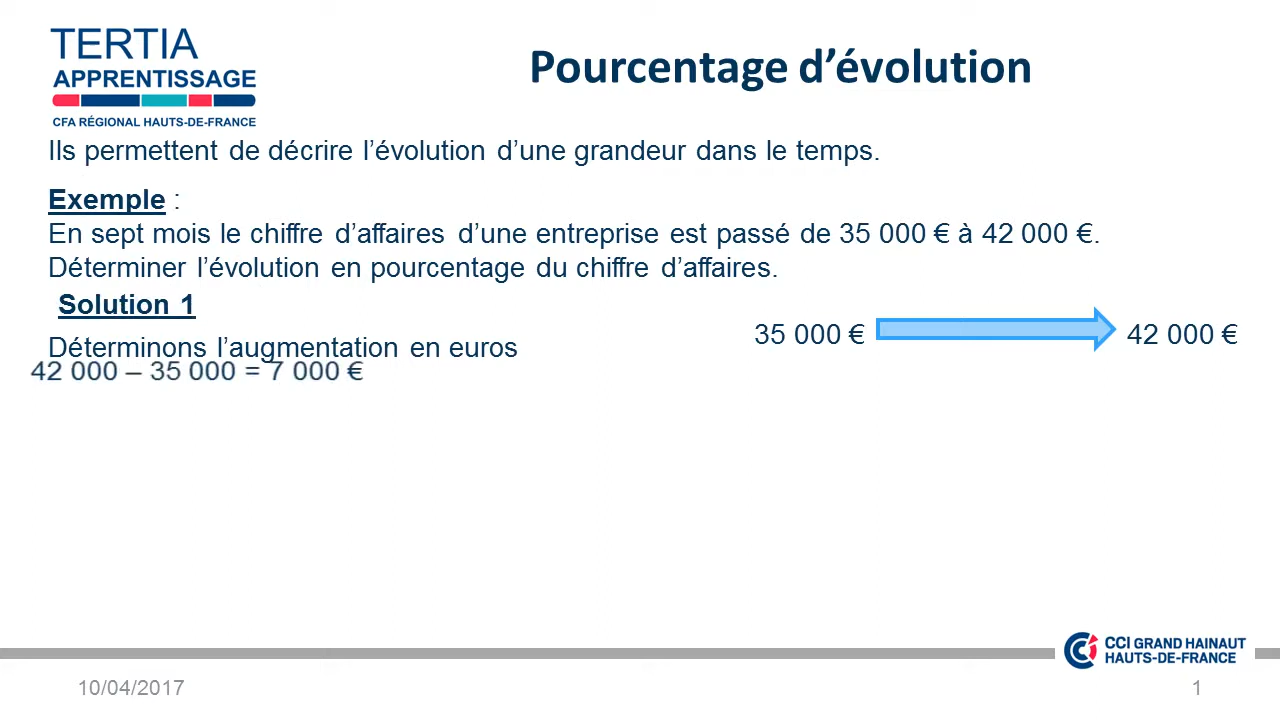 TERTIA
APPRENTISSAGE
CFA RÉGIONAL HAUTS-DE-FRANCE
Pourcentage d’évolution
Ils permettent de décrire l’évolution d’une grandeur dans le temps.
Exemple :
En sept mois le chiffre d’affaires d’une entreprise est passé de 35 000 € à 42 000 €.
Déterminer l’évolution en pourcentage du chiffre d’affaires.
Solution 1
35 000 € 42 000 €
Déterminons l’augmentation en euros
42 000 – 35 000 = 7 000 €
CCI GRAND HAINAUT
HAUTS-DE-FRANCE
10/04/2017 1